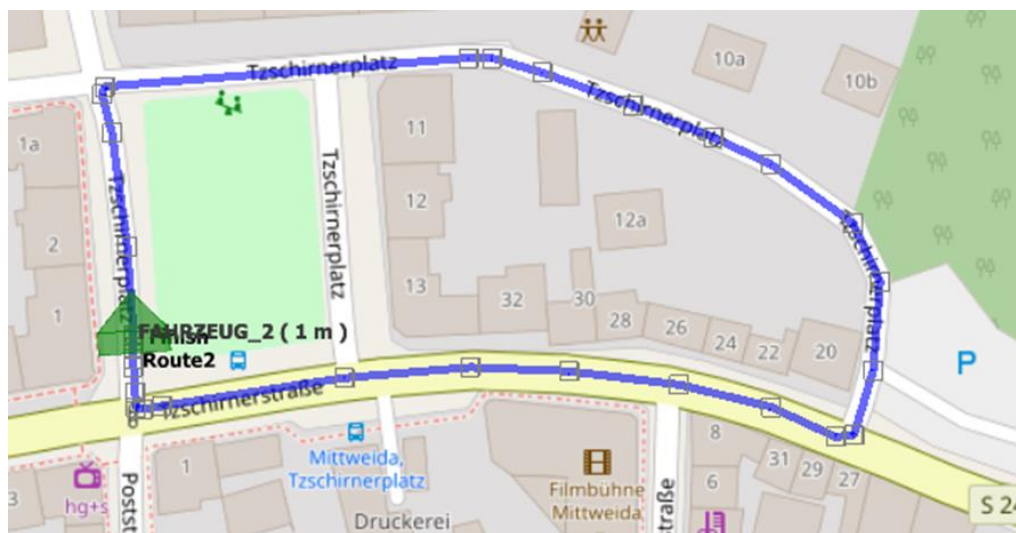 Tzschirnerplatz
10a
10b
Tzschirnerplatz
11
1a
Tzschirnerplatz
12
12a
Tzschirnerplatz
2
13
32
30
28
26
24
22
20
1
FAHRZEUG_2 ( 1 m )
Finish
Route2
Tzschirnerplatz
P
Tzschirnerstraße
8
31
29
27
6
1
Mittweida,
Tzschirnerplatz
Filmbühne
Mittweida
hg+s
3
Druckerei
Postst
straße
S 24